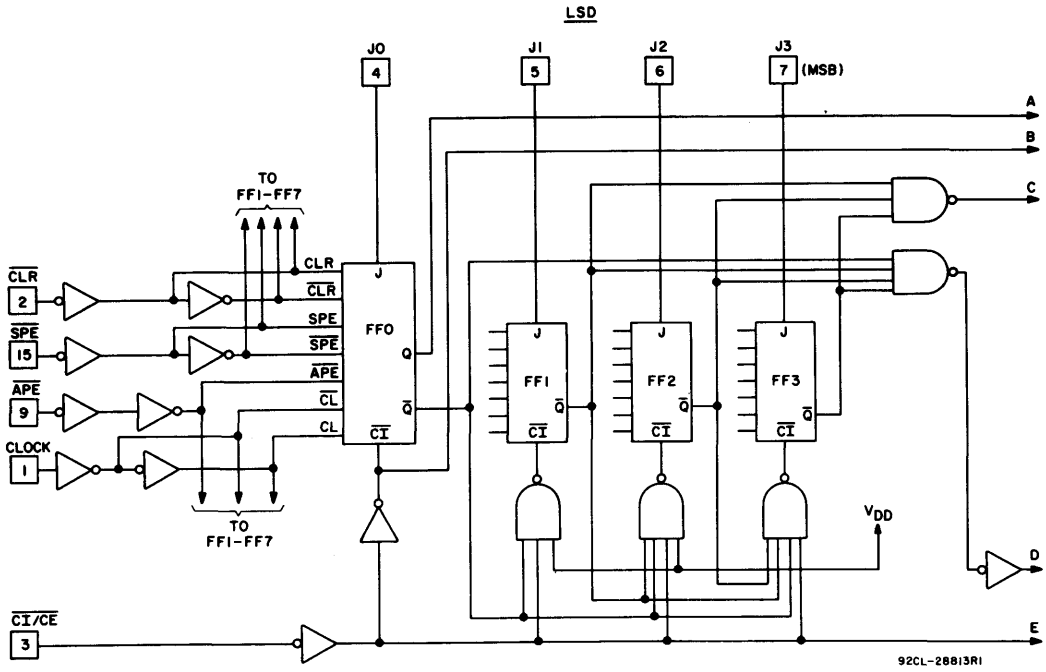 LSD
J0
4
J1
5
J2
6
J3
7 (MSB)
A
B
C
TO
FF1-FF7
CLR
2
CLR
CLR
J
FF0
SPE
15
SPE
SPE
APE
9
APE
CL
CL
CLOCK
1
Q
Q
CI
J
FF1
Q
CI
J
FF2
Q
CI
J
FF3
Q
CI
TO
FF1-FF7
VDD
D
CI/CE
3
E
92CL-28813R1